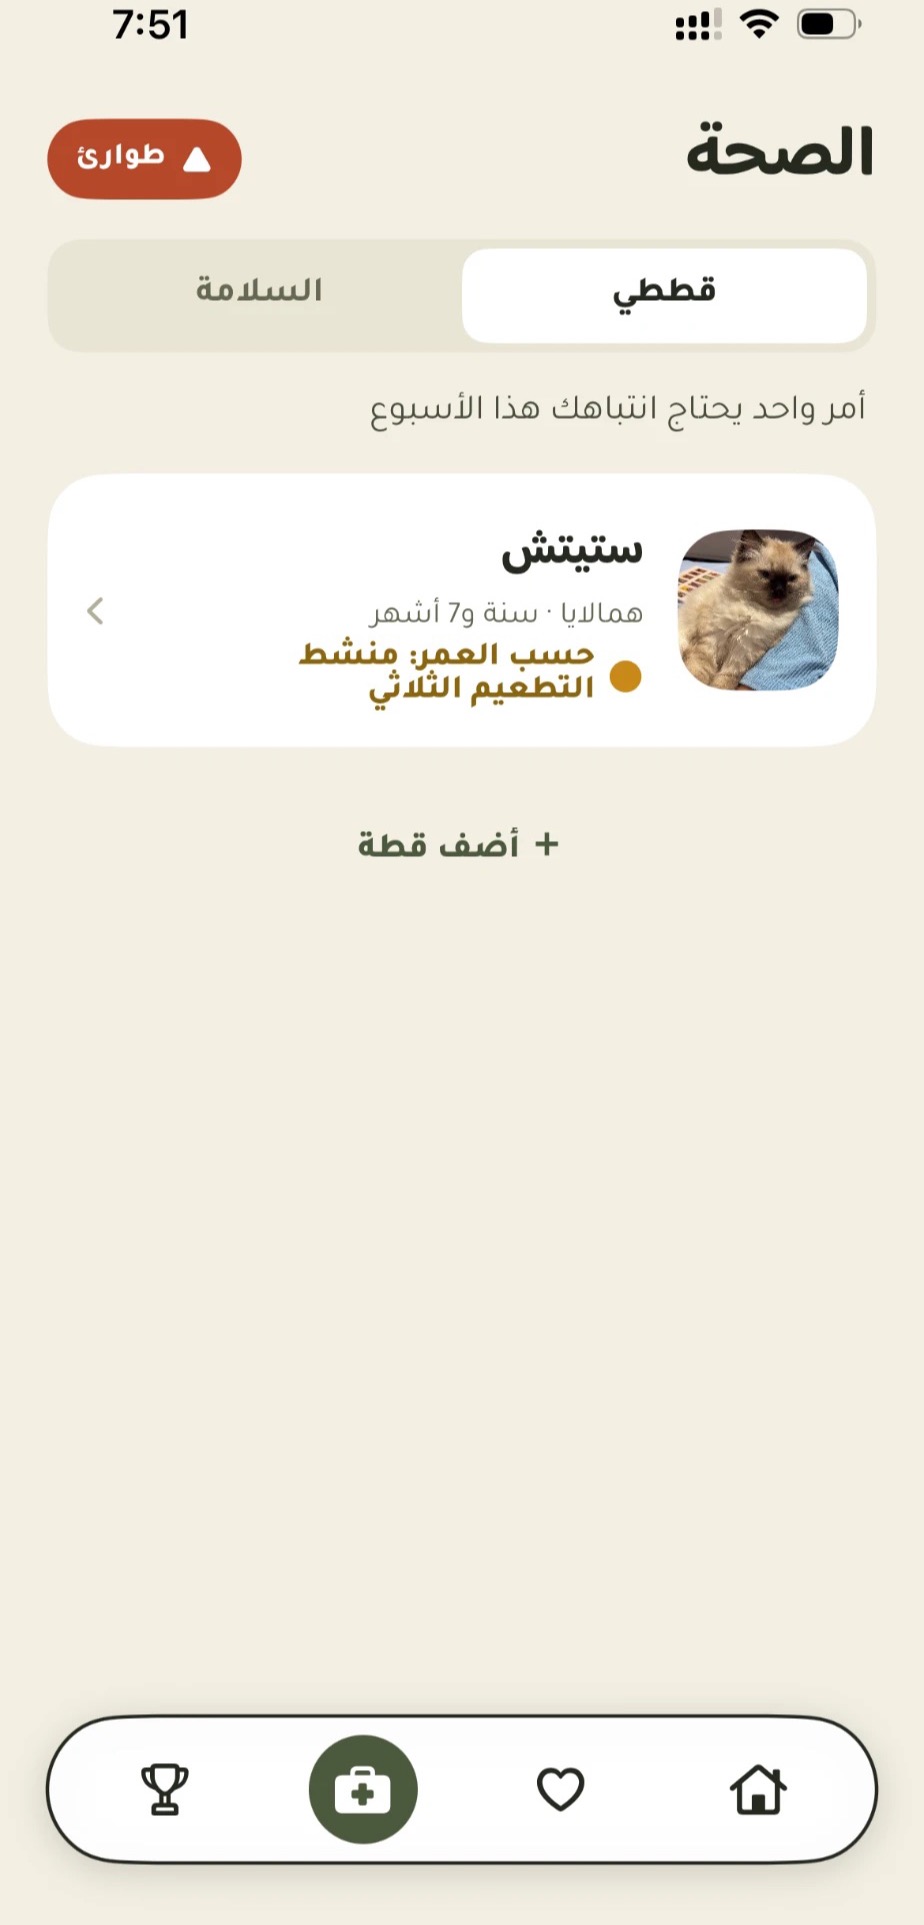 7:51
الصحة
طوارئ
قططي
السلامة
أمر واحد يحتاج انتباهك هذا الأسبوع
ستيتش
همالايا · سنة و7 أشهر
حسب العمر: منشط
التطعيم الثلاثي
+ أضف قطة